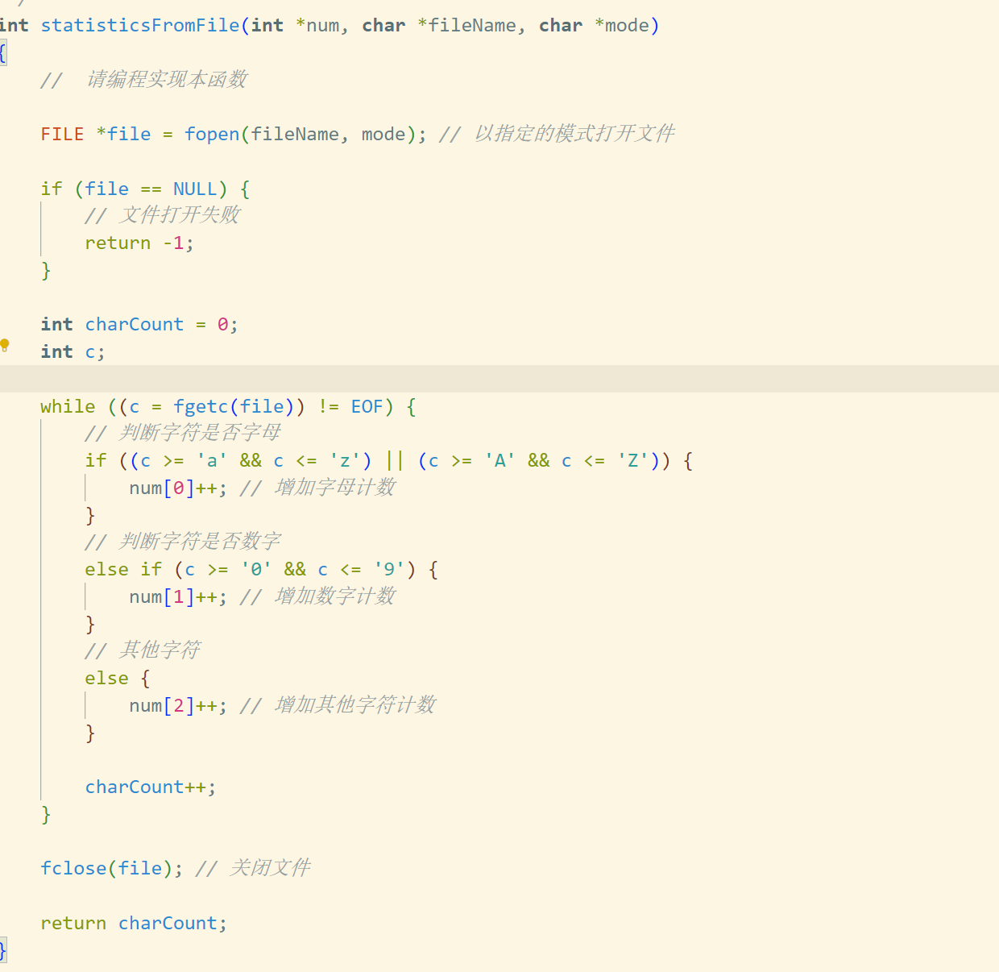 /
int statisticsFromFile(int *num, char *fileName, char *mode)
{
//  请编程实现本函数
FILE *file = fopen(fileName, mode); // 以指定的模式打开文件
if (file == NULL) {
// 文件打开失败
return -1;
}
int charCount = 0;
int c;
while ((c = fgetc(file)) != EOF) {
// 判断字符是否字母
if ((c >= 'a' && c <= 'z') || (c >= 'A' && c <= 'Z')) {
num[0]++; // 增加字母计数
}
// 判断字符是否数字
else if (c >= '0' && c <= '9') {
num[1]++; // 增加数字计数
}
// 其他字符
else {
num[2]++; // 增加其他字符计数
}
charCount++;
}
fclose(file); // 关闭文件
return charCount;
}